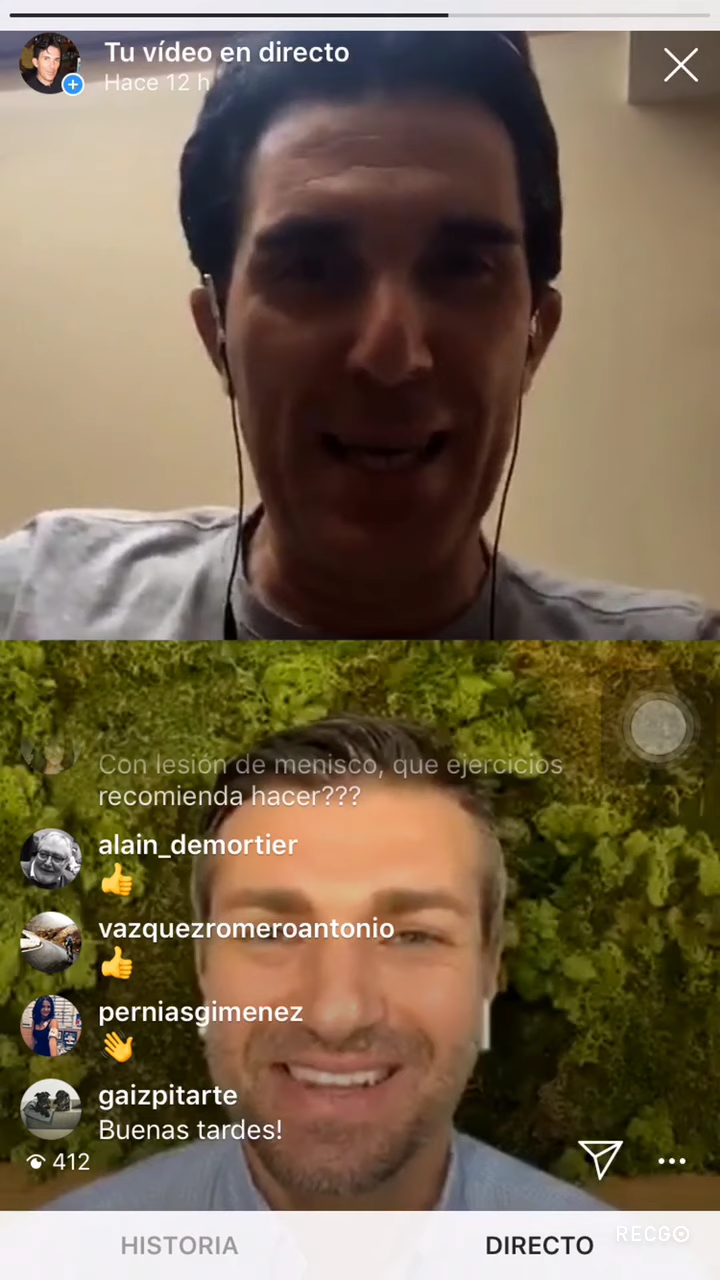 Tu vídeo en directo
Hace 12 h
Con lesión de menisco, que ejercicios
recomienda hacer???
alain_demortier
👍
vazquezromeroantonio
👍
perniasgimenez
👋
gaizpitarte
Buenas tardes!
412
HISTORIA
DIRECTO
RECGO